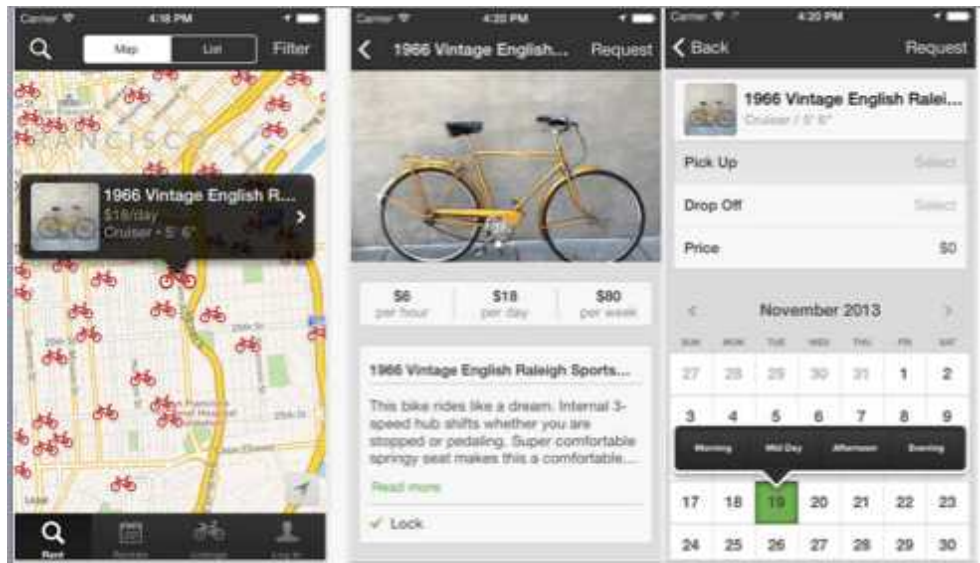 Carrier 4:18 PM
Map List Filter
FRANCISCO
1966 Vintage English R...
$18/day
Cruiser • 5' 6"
25th St
Legal
Rent
Log In
Carrier 4:20 PM
1966 Vintage English... Request
$6 $18 $80
per hour per day per week
1966 Vintage English Raleigh Sports...
This bike rides like a dream. Internal 3-
speed hub shifts whether you are
stopped or pedaling. Super comfortable
springy seat makes this a comfortable...
Read more
Lock
Carrier 4:20 PM
Back Request
1966 Vintage English Ralei...
Cruiser / 5' 6"
Pick Up Select
Drop Off Select
Price $0
November 2013
SUN MON TUE WED THU FRI SAT
27 28 29 30 31 1 2
3 4 5 6 7 8 9
Morning Mid Day Afternoon Evening
17 18 19 20 21 22 23
24 25 26 27 28 29 30